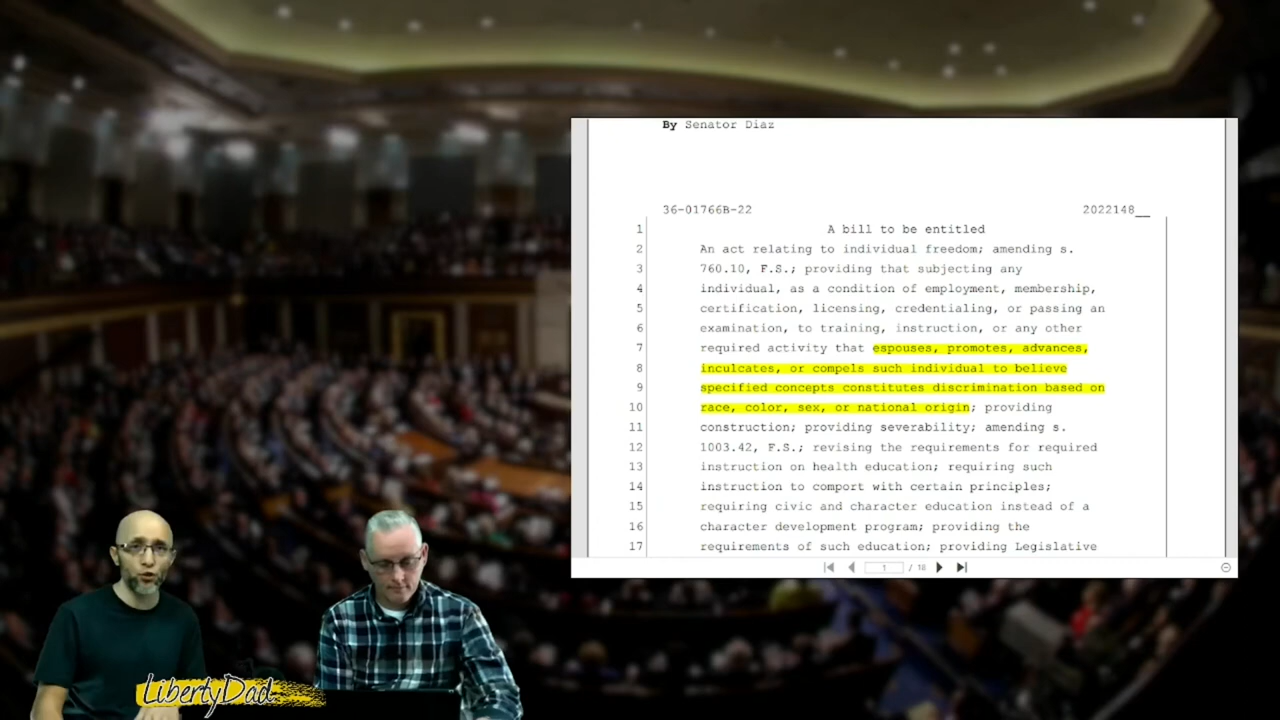 By Senator Diaz
36-01766B-22 2022148__
1 A bill to be entitled
2 An act relating to individual freedom; amending s.
3 760.10, F.S.; providing that subjecting any
4 individual, as a condition of employment, membership,
5 certification, licensing, credentialing, or passing an
6 examination, to training, instruction, or any other
7 required activity that espouses, promotes, advances,
8 inculcates, or compels such individual to believe
9 specified concepts constitutes discrimination based on
10 race, color, sex, or national origin; providing
11 construction; providing severability; amending s.
12 1003.42, F.S.; revising the requirements for required
13 instruction on health education; requiring such
14 instruction to comport with certain principles;
15 requiring civic and character education instead of a
16 character development program; providing the
17 requirements of such education; providing Legislative
1 / 18
LibertyDad